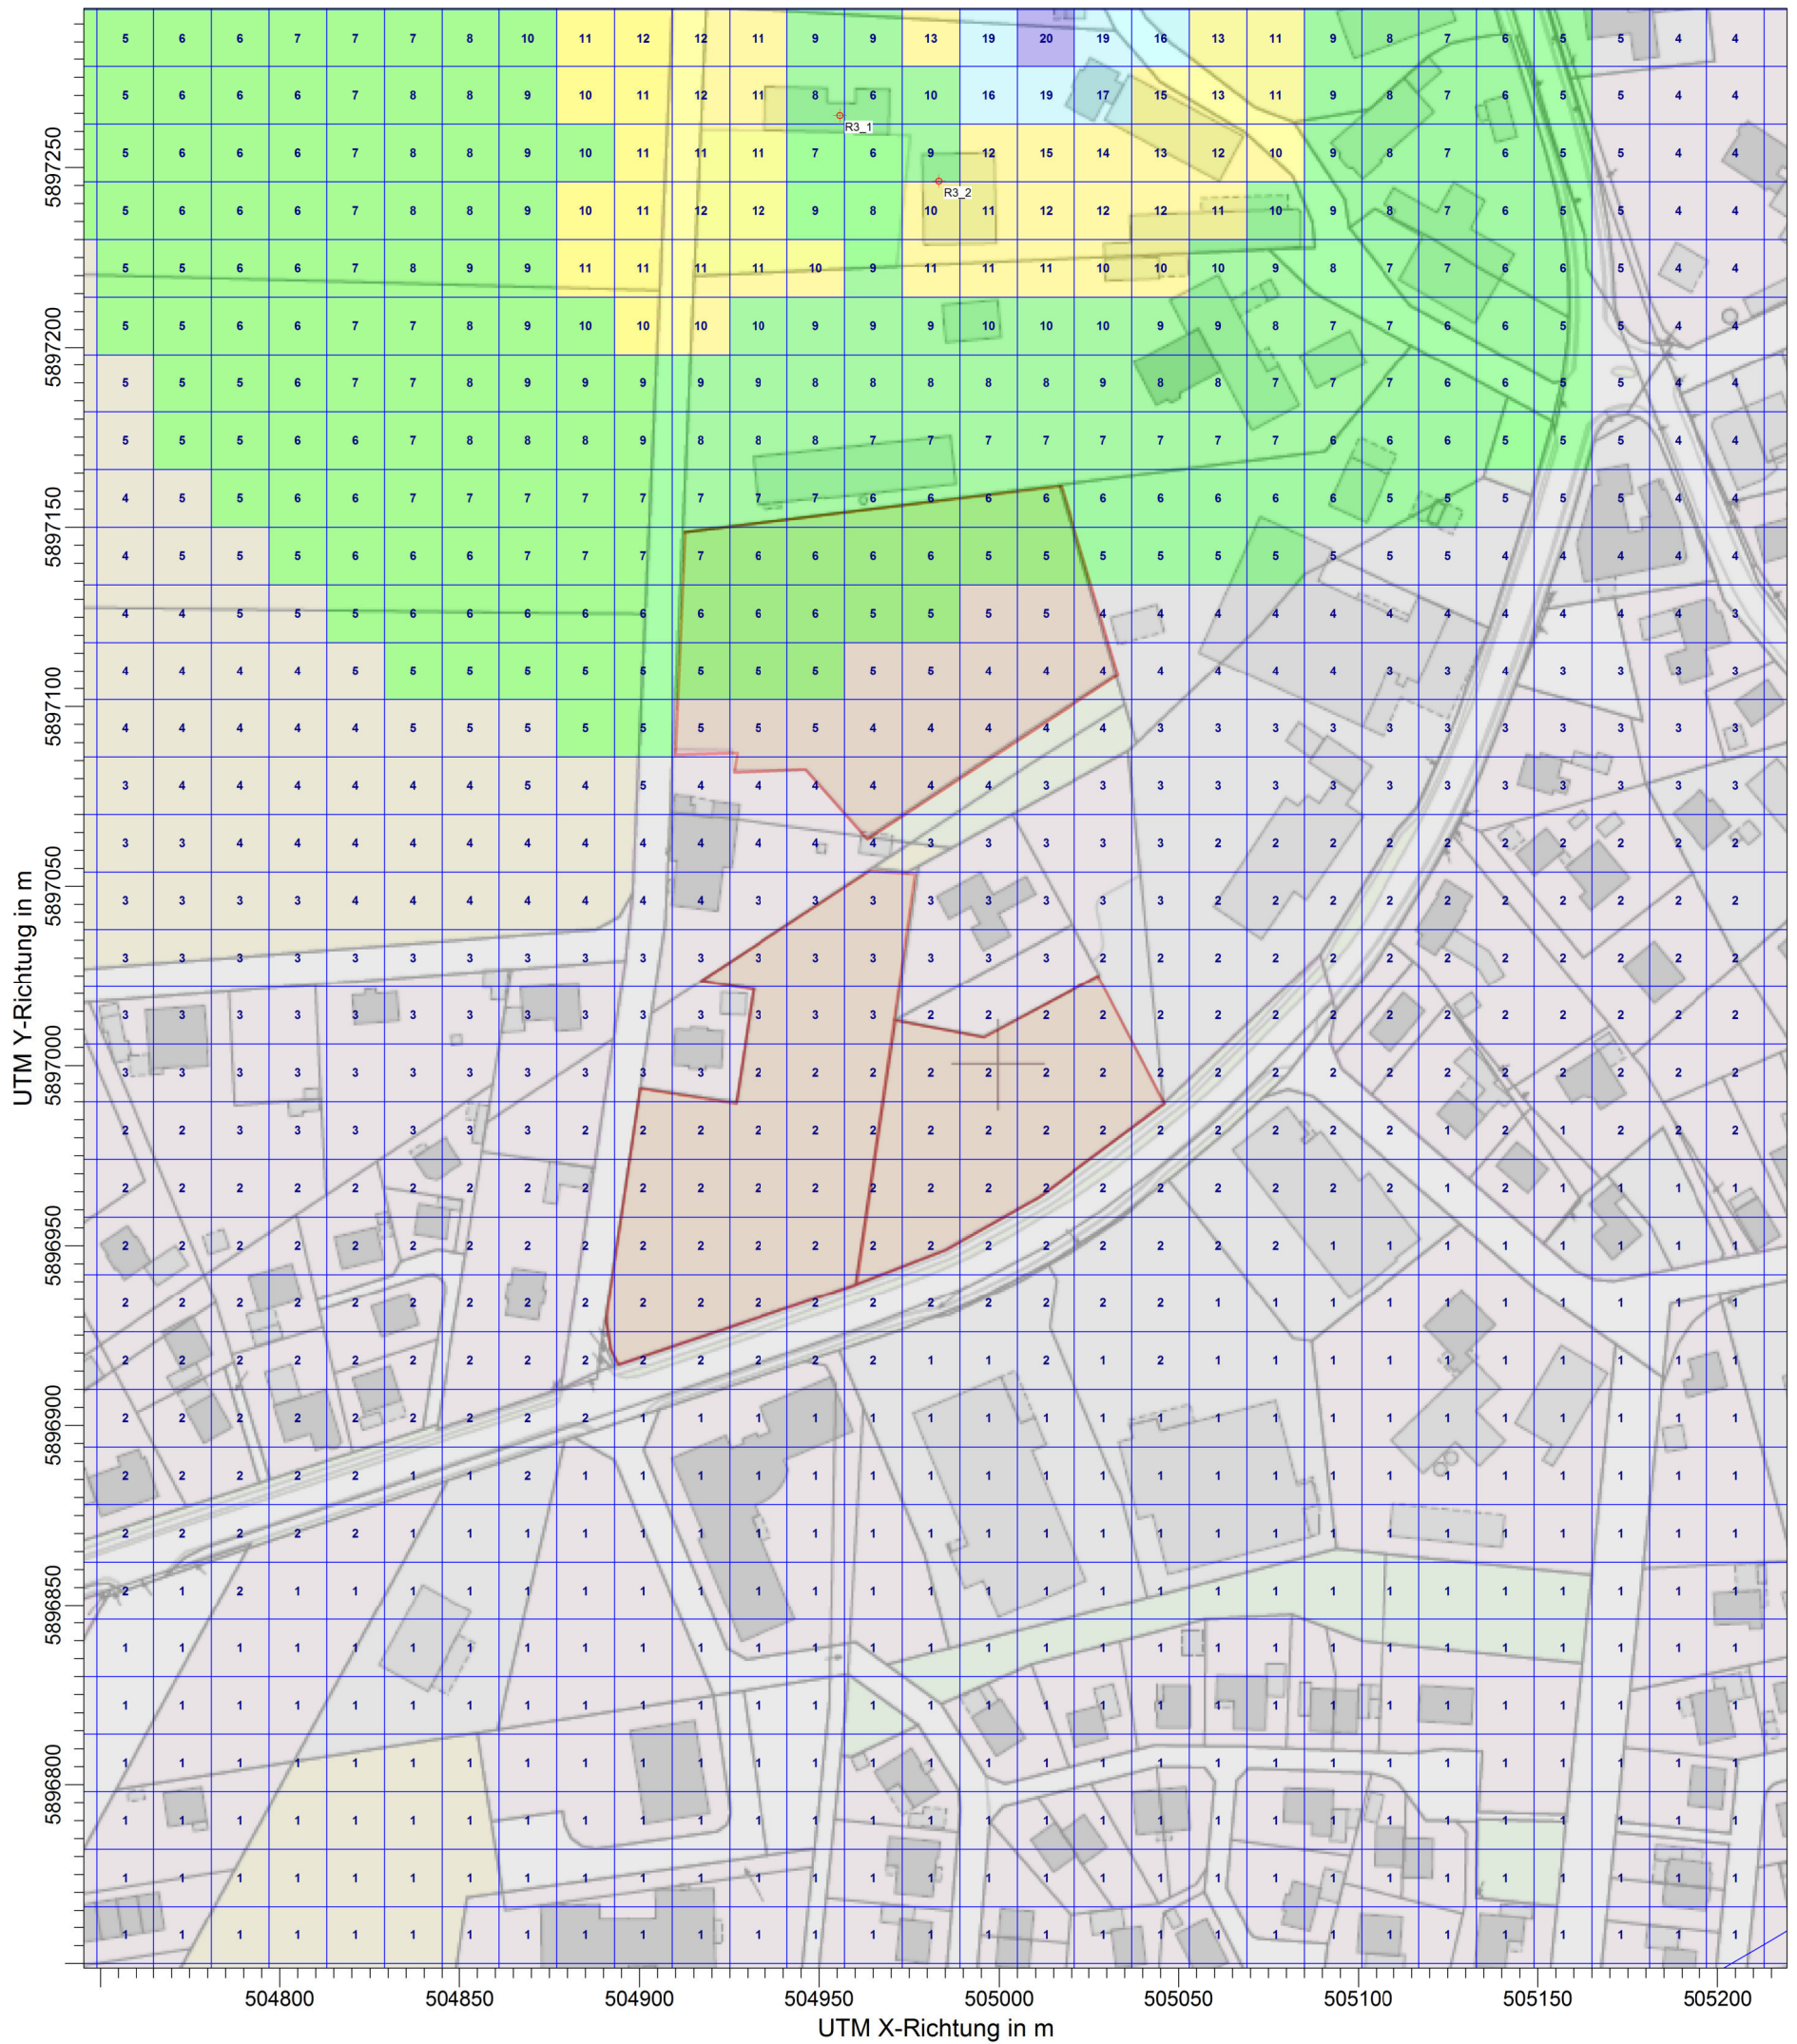 5 6 6 7 7 7 8 10 11 12 12 11 9 9 13 19 20 19 16 13 11 9 8 7 6 5 5 4 4
5 6 6 6 7 8 8 9 10 11 12 11 8 6 10 16 19 17 15 13 11 9 8 7 6 5 5 4 4
R3_1
5 6 6 6 7 8 8 9 10 11 11 11 7 6 9 12 15 14 13 12 10 9 8 7 6 5 5 4 4
R3_2
5 6 6 6 7 8 8 9 10 11 12 12 9 8 10 11 12 12 12 11 10 9 8 7 6 5 5 4 4
5 5 6 6 7 8 9 9 11 11 11 11 10 9 11 11 11 10 10 10 9 8 7 7 6 6 5 4 4
5 5 6 6 7 7 8 9 10 10 10 10 9 9 9 10 10 10 9 9 8 7 7 6 6 5 5 4 4
5 5 5 6 7 7 8 9 9 9 9 9 8 8 8 8 8 9 8 8 7 7 7 6 6 5 5 4 4
5 5 5 6 6 7 8 8 8 9 8 8 8 7 7 7 7 7 7 7 7 6 6 6 5 5 5 4 4
4 5 5 6 6 7 7 7 7 7 7 7 7 6 6 6 6 6 6 6 6 6 5 5 5 5 5 4 4
4 5 5 5 6 6 6 7 7 7 7 6 6 6 6 5 5 5 5 5 5 5 5 5 4 4 4 4 4
4 4 5 5 5 6 6 6 6 6 6 6 6 5 5 5 5 4 4 4 4 4 4 4 4 4 4 4 3
4 4 4 4 5 5 5 5 5 5 5 5 5 5 5 4 4 4 4 4 4 4 3 3 4 3 3 3 3
4 4 4 4 4 5 5 5 5 5 5 5 5 4 4 4 4 4 3 3 3 3 3 3 3 3 3 3 3
3 4 4 4 4 4 4 5 4 5 4 4 4 4 4 4 3 3 3 3 3 3 3 3 3 3 3 3 3
3 3 4 4 4 4 4 4 4 4 4 4 4 4 3 3 3 3 3 2 2 2 2 2 2 2 2 2 2
3 3 3 3 4 4 4 4 4 4 4 3 3 3 3 3 3 3 3 2 2 2 2 2 2 2 2 2 2
3 3 3 3 3 3 3 3 3 3 3 3 3 3 3 3 3 2 2 2 2 2 2 2 2 2 2 2 2
3 3 3 3 3 3 3 3 3 3 3 3 3 3 2 2 2 2 2 2 2 2 2 2 2 2 2 2 2
3 3 3 3 3 3 3 3 3 3 3 2 2 2 2 2 2 2 2 2 2 2 2 2 2 2 2 2 2
2 2 3 3 3 3 3 3 2 2 2 2 2 2 2 2 2 2 2 2 2 2 2 1 2 1 2 2 2
2 2 2 2 2 2 2 2 2 2 2 2 2 2 2 2 2 2 2 2 2 2 2 1 2 1 1 1 1
2 2 2 2 2 2 2 2 2 2 2 2 2 2 2 2 2 2 2 2 2 1 1 1 1 1 1 1 1
2 2 2 2 2 2 2 2 2 2 2 2 2 2 2 2 2 2 2 1 1 1 1 1 1 1 1 1 1
2 2 2 2 2 2 2 2 2 2 2 2 2 2 1 1 2 1 2 1 1 1 1 1 1 1 1 1 1
2 2 2 2 2 2 2 2 2 1 1 1 1 1 1 1 1 1 1 1 1 1 1 1 1 1 1 1 1
2 2 2 2 2 1 1 2 1 1 1 1 1 1 1 1 1 1 1 1 1 1 1 1 1 1 1 1 1
2 2 2 2 2 1 1 1 1 1 1 1 1 1 1 1 1 1 1 1 1 1 1 1 1 1 1 1 1
2 1 2 1 1 1 1 1 1 1 1 1 1 1 1 1 1 1 1 1 1 1 1 1 1 1 1 1 1
1 1 1 1 1 1 1 1 1 1 1 1 1 1 1 1 1 1 1 1 1 1 1 1 1 1 1 1 1
1 1 1 1 1 1 1 1 1 1 1 1 1 1 1 1 1 1 1 1 1 1 1 1 1 1 1 1 1
1 1 1 1 1 1 1 1 1 1 1 1 1 1 1 1 1 1 1 1 1 1 1 1 1 1 1 1 1
1 1 1 1 1 1 1 1 1 1 1 1 1 1 1 1 1 1 1 1 1 1 1 1 1 1 1 1 1
1 1 1 1 1 1 1 1 1 1 1 1 1 1 1 1 1 1 1 1 1 1 1 1 1 1 1 1 1
1 1 1 1 1 1 1 1 1 1 1 1 1 1 1 1 1 1 1 1 1 1 1 1 1 1 1 1 1
5896800 5896850 5896900 5896950 5897000 5897050 5897100 5897150 5897200 5897250
UTM Y-Richtung in m
504800 504850 504900 504950 505000 505050 505100 505150 505200
UTM X-Richtung in m